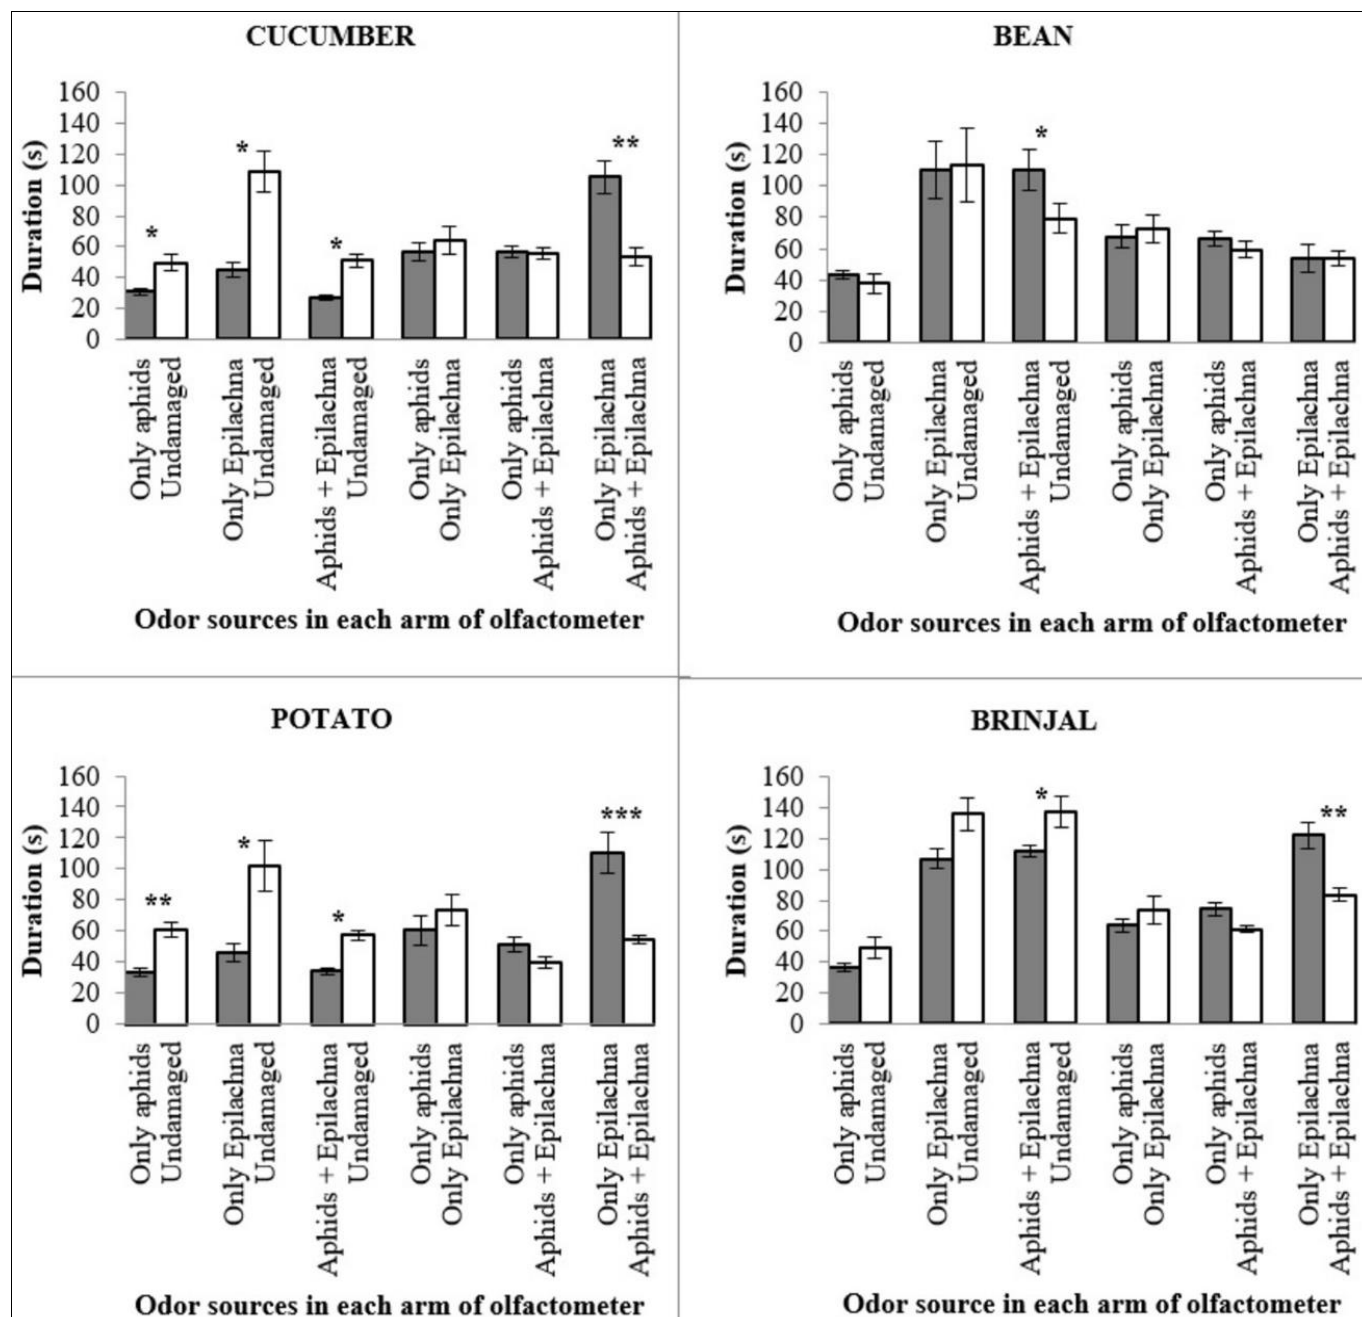 CUCUMBER
Duration (s)
160
140
120
100
80
60
40
20
0
*
*
*
**
Only aphids
Undamaged
Only Epilachna
Undamaged
Aphids + Epilachna
Undamaged
Only aphids
Only Epilachna
Only aphids
Aphids + Epilachna
Only Epilachna
Aphids + Epilachna
Odor sources in each arm of olfactometer
BEAN
Duration (s)
160
140
120
100
80
60
40
20
0
*
Only aphids
Undamaged
Only Epilachna
Undamaged
Aphids + Epilachna
Undamaged
Only aphids
Only Epilachna
Only aphids
Aphids + Epilachna
Only Epilachna
Aphids + Epilachna
Odor sources in each arm of olfactometer
POTATO
Duration (s)
160
140
120
100
80
60
40
20
0
**
*
*
***
Only aphids
Undamaged
Only Epilachna
Undamaged
Aphids + Epilachna
Undamaged
Only aphids
Only Epilachna
Only aphids
Aphids + Epilachna
Only Epilachna
Aphids + Epilachna
Odor sources in each arm of olfactometer
BRINJAL
Duration (s)
160
140
120
100
80
60
40
20
0
*
**
Only aphids
Undamaged
Only Epilachna
Undamaged
Aphids + Epilachna
Undamaged
Only aphids
Only Epilachna
Only aphids
Aphids + Epilachna
Only Epilachna
Aphids + Epilachna
Odor sources in each arm of olfactometer